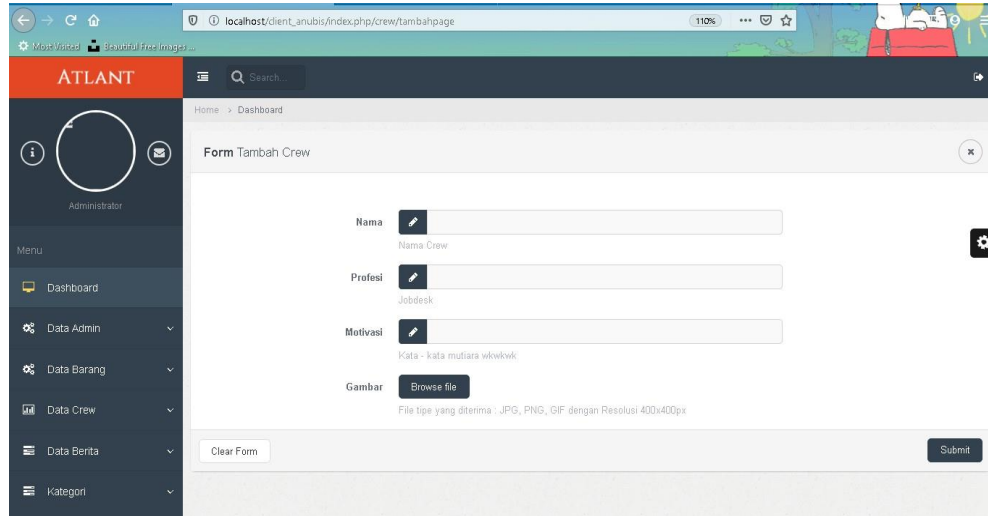 localhost/client_anubis/index.php/crew/tambahpage
110%
Most Visited Beautiful Free Images ...
ATLANT
Search...
Home > Dashboard
Form Tambah Crew
Administrator
Nama
Nama Crew
Menu
Profesi
Jobdesk
Dashboard
Motivasi
Kata - kata mutiara wkwkwk
Data Admin
Data Barang
Gambar Browse file
File tipe yang diterima : JPG, PNG, GIF dengan Resolusi 400x400px
Data Crew
Data Berita
Clear Form Submit
Kategori